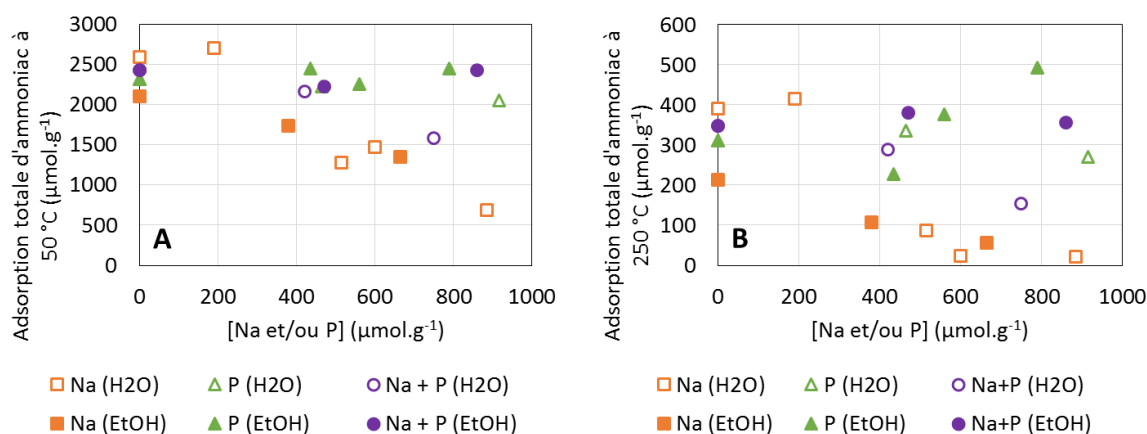 Adsorption totale d'ammoniac à
50 °C (µmol.g-1)
3000
2500
2000
1500
1000
500
0
A
0 200 400 600 800 1000
[Na et/ou P] (µmol.g-1)
Na (H2O) P (H2O) Na + P (H2O)
Na (EtOH) P (EtOH) Na + P (EtOH)
Adsorption totale d'ammoniac à
250 °C (µmol.g-1)
600
500
400
300
200
100
0
B
0 200 400 600 800 1000
[Na et/ou P] (µmol.g-1)
Na (H2O) P (H2O) Na+P (H2O)
Na (EtOH) P (EtOH) Na+P (EtOH)